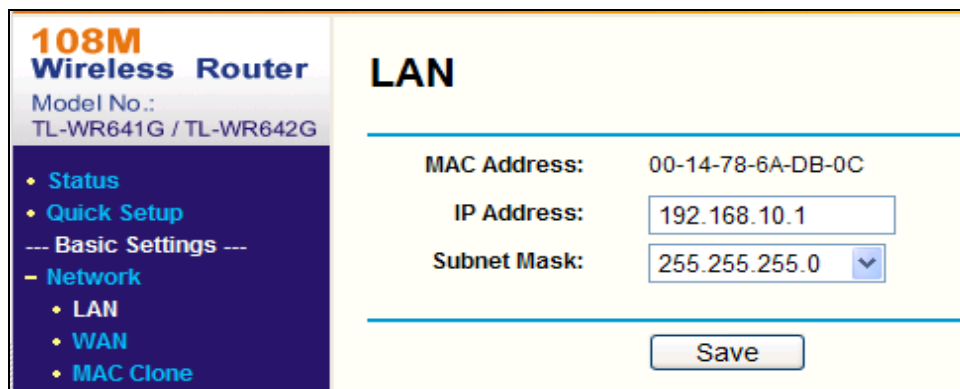 108M
Wireless Router
Model No.:
TL-WR641G / TL-WR642G
• Status
• Quick Setup
--- Basic Settings ---
– Network
• LAN
• WAN
• MAC Clone
LAN
MAC Address: 00-14-78-6A-DB-0C
IP Address: 192.168.10.1
Subnet Mask: 255.255.255.0
Save